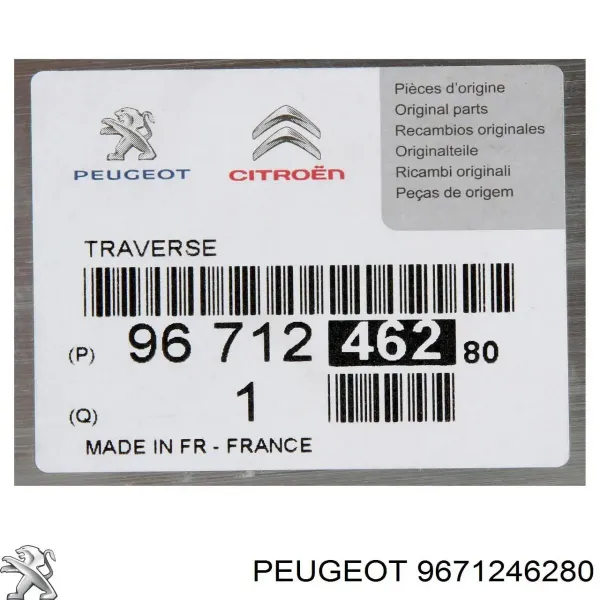 PEUGEOT
CITROËN
Pièces d'origine
Original parts
Recambios originales
Originalteile
Ricambi originali
Peças de origem
TRAVERSE
(P) 96 712 462 80
(Q) 1
MADE IN FR - FRANCE
PEUGEOT 9671246280